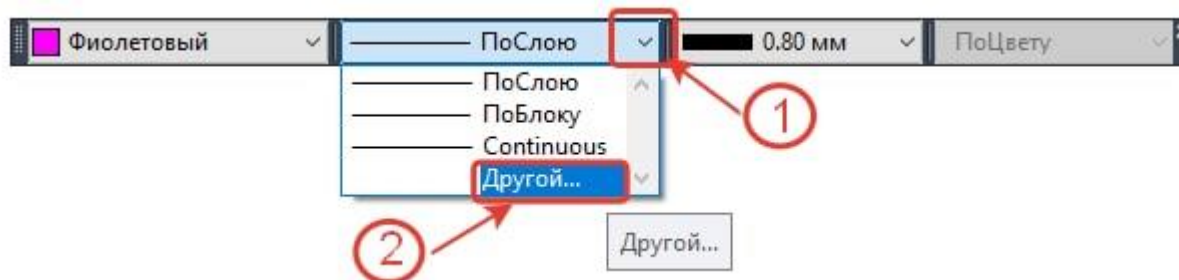 Фиолетовый ПоСлою 0.80 мм ПоЦвету
ПоСлою
ПоБлоку 1
Continuous
Другой...
2 Другой...